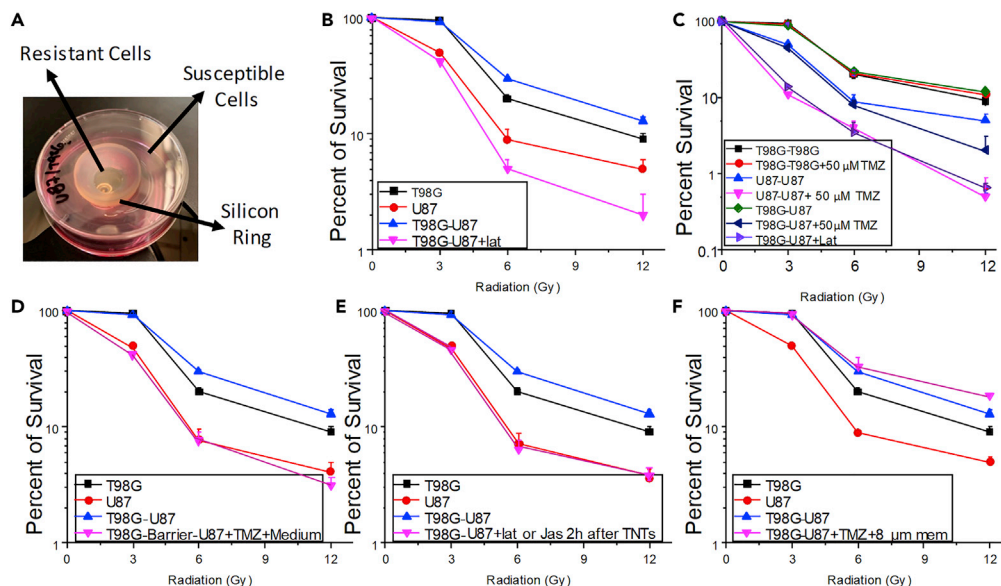 A
Resistant Cells
Susceptible
Cells
U87/T98G
Silicon
Ring
B
Percent of Survival
100
10
1
T98G
U87
T98G-U87
T98G-U87+lat
0 3 6 12
Radiation (Gy)
C
Percent of Survival
100
10
1
0.1
T98G-T98G
T98G-T98G+50 µM TMZ
U87-U87
U87-U87+ 50 µM TMZ
T98G-U87
T98G-U87+50 µM TMZ
T98G-U87+Lat
0 3 6 12
Radiation (Gy)
D
Percent of Survival
100
10
1
T98G
U87
T98G-U87
T98G-Barrier-U87+TMZ+Medium
0 3 6 12
Radiation (Gy)
E
Percent of Survival
100
10
1
T98G
U87
T98G-U87
T98G-U87+lat or Jas 2h after TNTs
0 3 6 12
Radiation (Gy)
F
Percent of Survival
100
10
1
T98G
U87
T98G-U87
T98G-U87+TMZ+8 µm mem
0 3 6 12
Radiation (Gy)